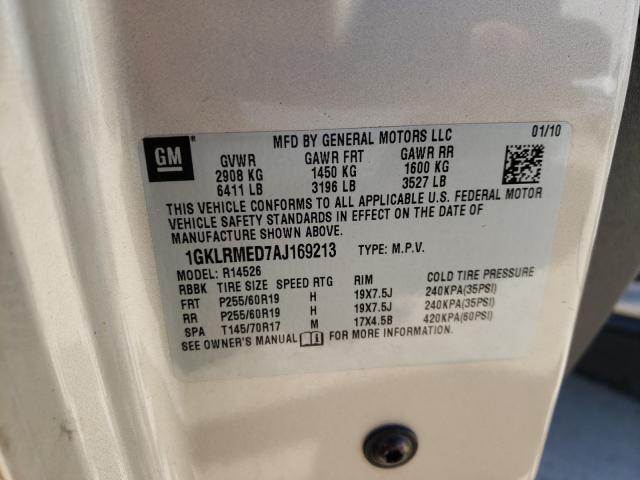 MFD BY GENERAL MOTORS LLC 01/10
GM
GVWR GAWR FRT GAWR RR
2908 KG 1450 KG 1600 KG
6411 LB 3196 LB 3527 LB
THIS VEHICLE CONFORMS TO ALL APPLICABLE U.S. FEDERAL MOTOR
VEHICLE SAFETY STANDARDS IN EFFECT ON THE DATE OF
MANUFACTURE SHOWN ABOVE.
1GKLRMED7AJ169213 TYPE: M.P.V.
MODEL: R14526
RBBK TIRE SIZE SPEED RTG RIM COLD TIRE PRESSURE
FRT P255/60R19 H 19X7.5J 240KPA(35PSI)
RR P255/60R19 H 19X7.5J 240KPA(35PSI)
SPA T145/70R17 M 17X4.5B 420KPA(60PSI)
SEE OWNER'S MANUAL FOR MORE INFORMATION.